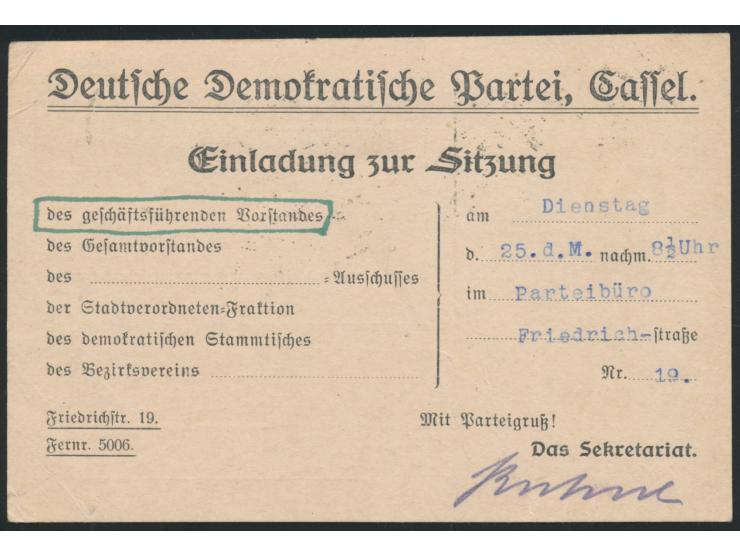 Deutsche Demokratische Partei, Cassel.
Einladung zur Sitzung
des geschäftsführenden Vorstandes
des Gesamtvorstandes
des ........................ = Ausschusses
der Stadtverordneten=Fraktion
des demokratischen Stammtisches
des Bezirksvereins ........................
am Dienstag
d. 25.d.M. nachm. 8½Uhr
im Parteibüro
Friedrich-straße
Nr. 19.
Friedrichstr. 19.
Fernr. 5006.
Mit Parteigruß!
Das Sekretariat.